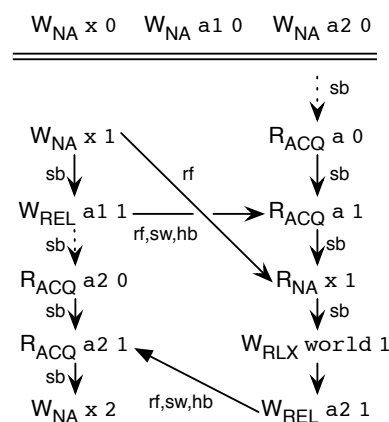 W_NA x 0 W_NA a1 0 W_NA a2 0
sb
W_NA x 1 rf R_ACQ a 0
sb sb
W_REL a1 1 rf,sw,hb R_ACQ a 1
sb sb
R_ACQ a2 0 R_NA x 1
sb sb
R_ACQ a2 1 W_RLX world 1
sb rf,sw,hb
W_NA x 2 W_REL a2 1